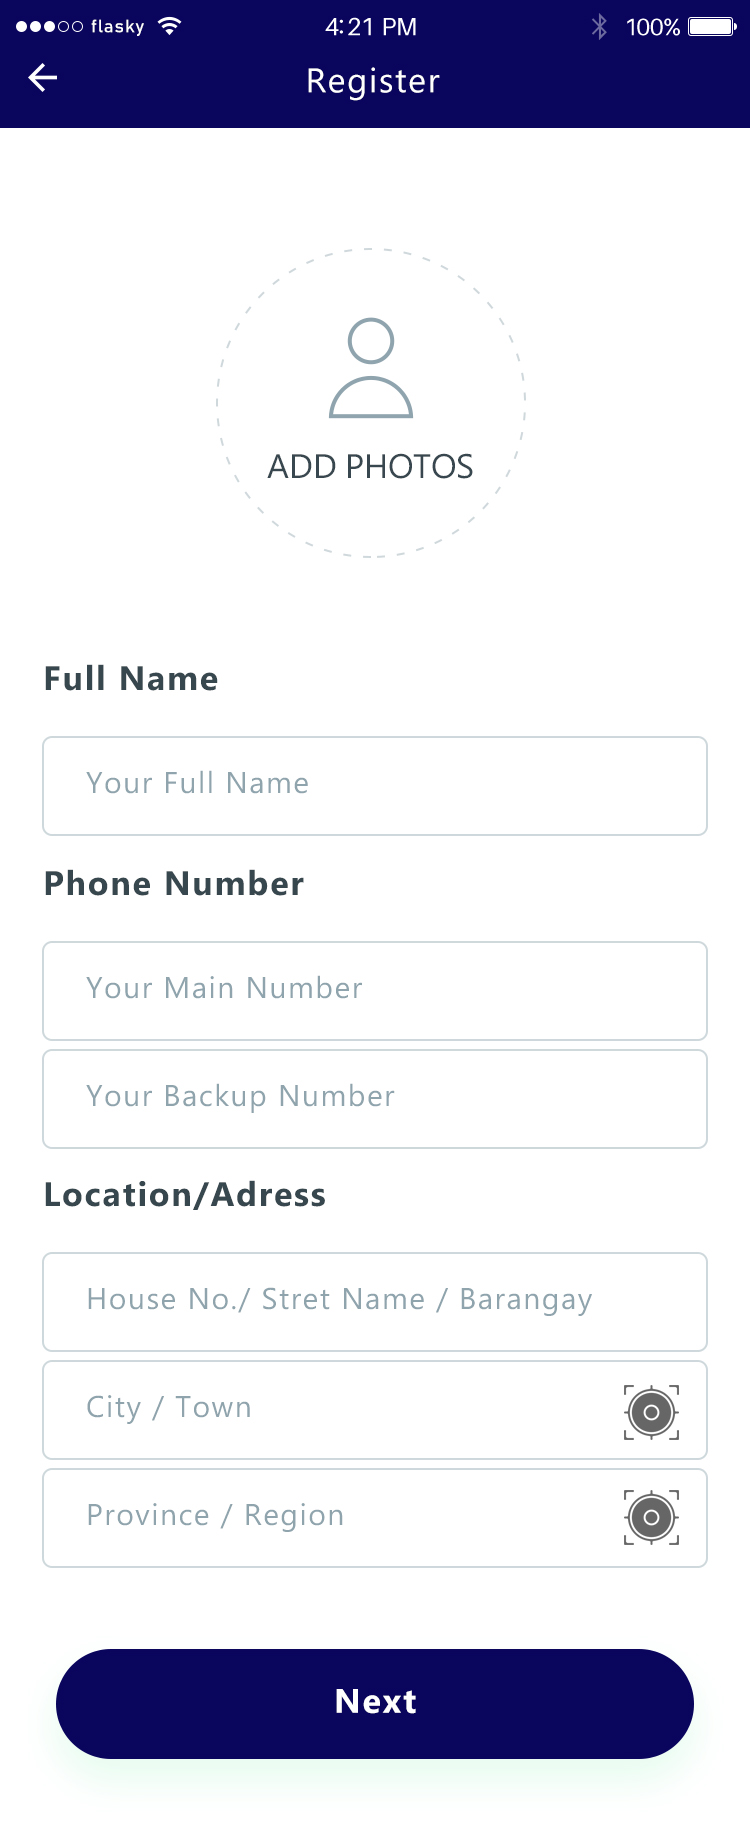 flasky 4:21 PM 100%
Register
ADD PHOTOS
Full Name
Your Full Name
Phone Number
Your Main Number
Your Backup Number
Location/Adress
House No./ Stret Name / Barangay
City / Town
Province / Region
Next